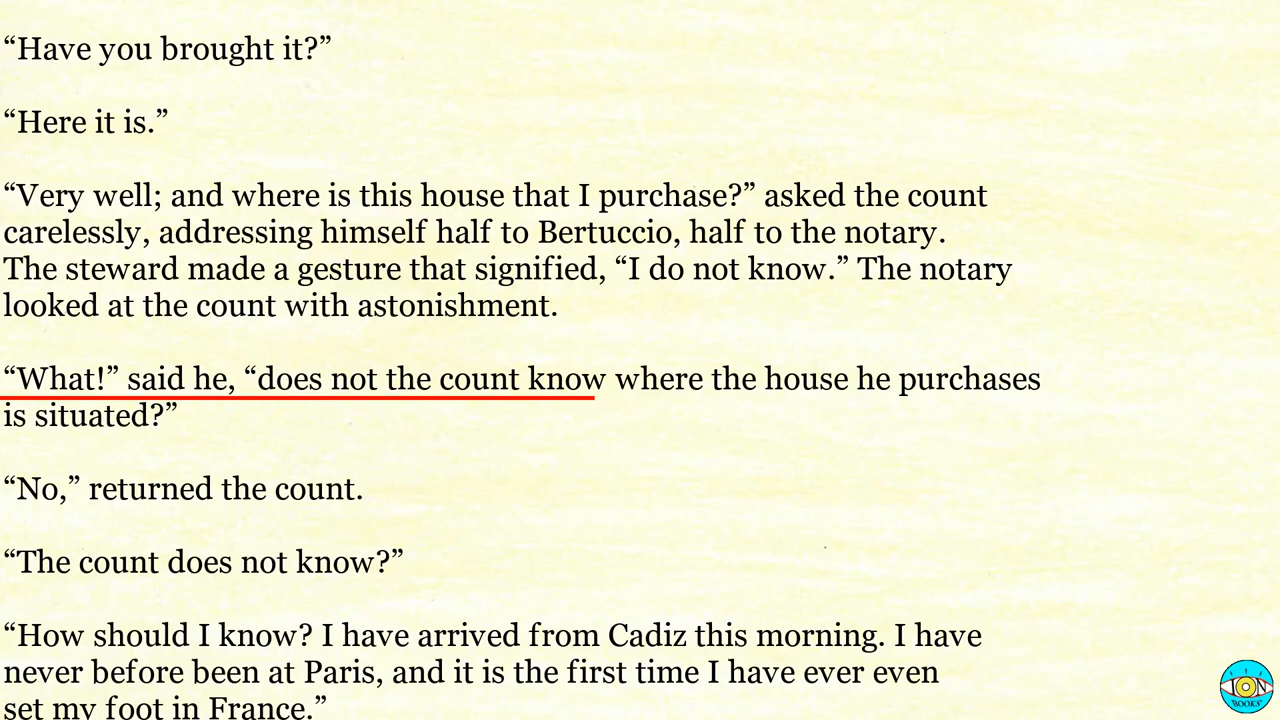 “Have you brought it?”
“Here it is.”
“Very well; and where is this house that I purchase?” asked the count
carelessly, addressing himself half to Bertuccio, half to the notary.
The steward made a gesture that signified, “I do not know.” The notary
looked at the count with astonishment.
“What!” said he, “does not the count know where the house he purchases
is situated?”
“No,” returned the count.
“The count does not know?”
“How should I know? I have arrived from Cadiz this morning. I have
never before been at Paris, and it is the first time I have ever even
set my foot in France.”
ION
BOOKS